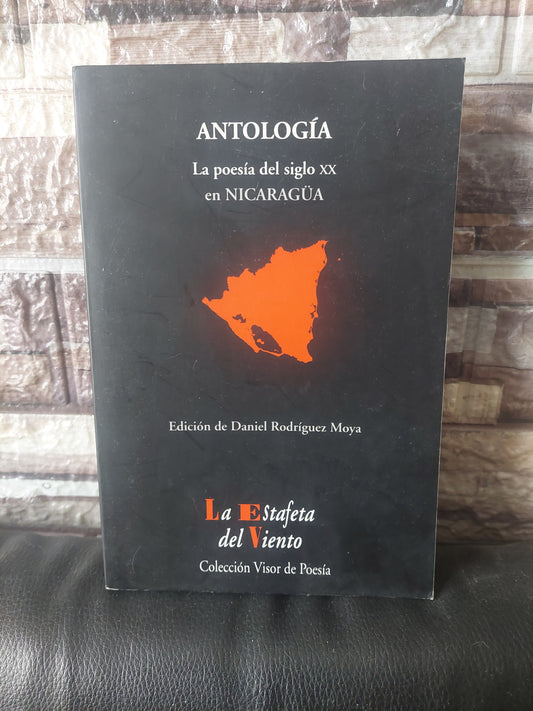 ANTOLOGÍA
La poesía del siglo XX
en NICARAGÜA
Edición de Daniel Rodríguez Moya
La EStafeta
del Viento
Colección Visor de Poesía